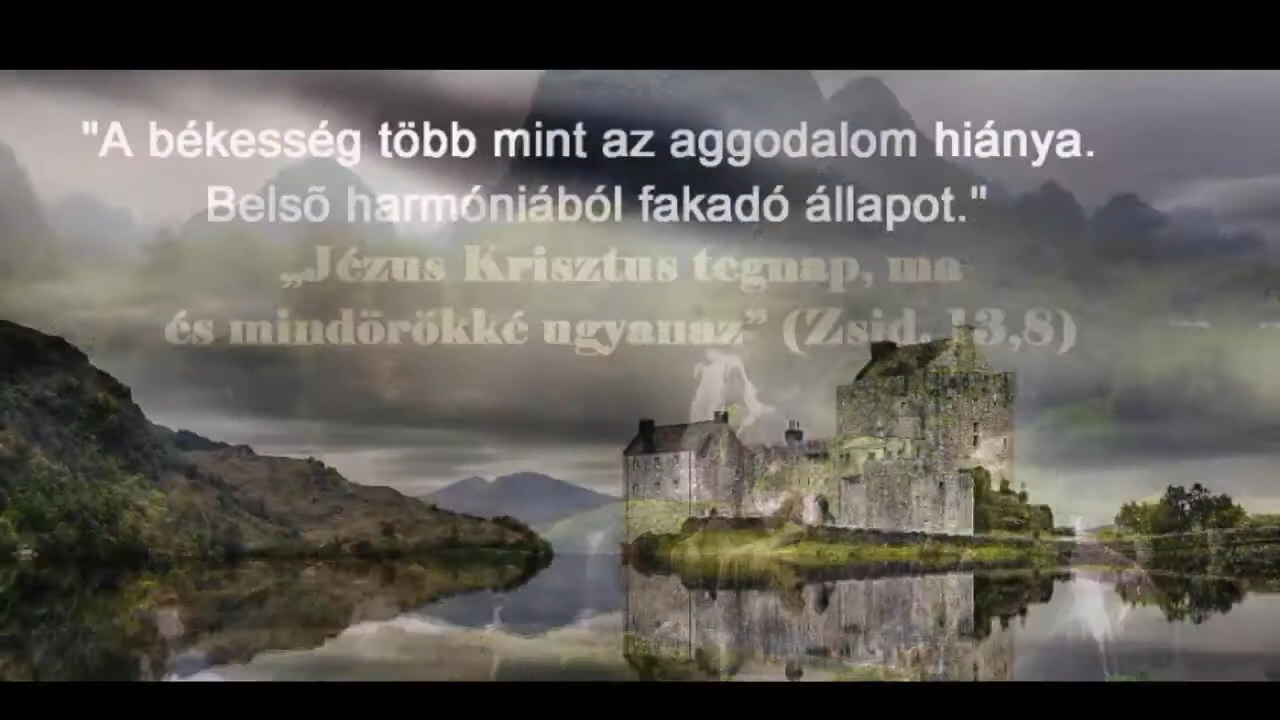 "A békesség több mint az aggodalom hiánya.
Belsõ harmóniából fakadó állapot."
„Jézus Krisztus tegnap, ma
és mindörökké ugyanaz” (Zsid. 13,8)